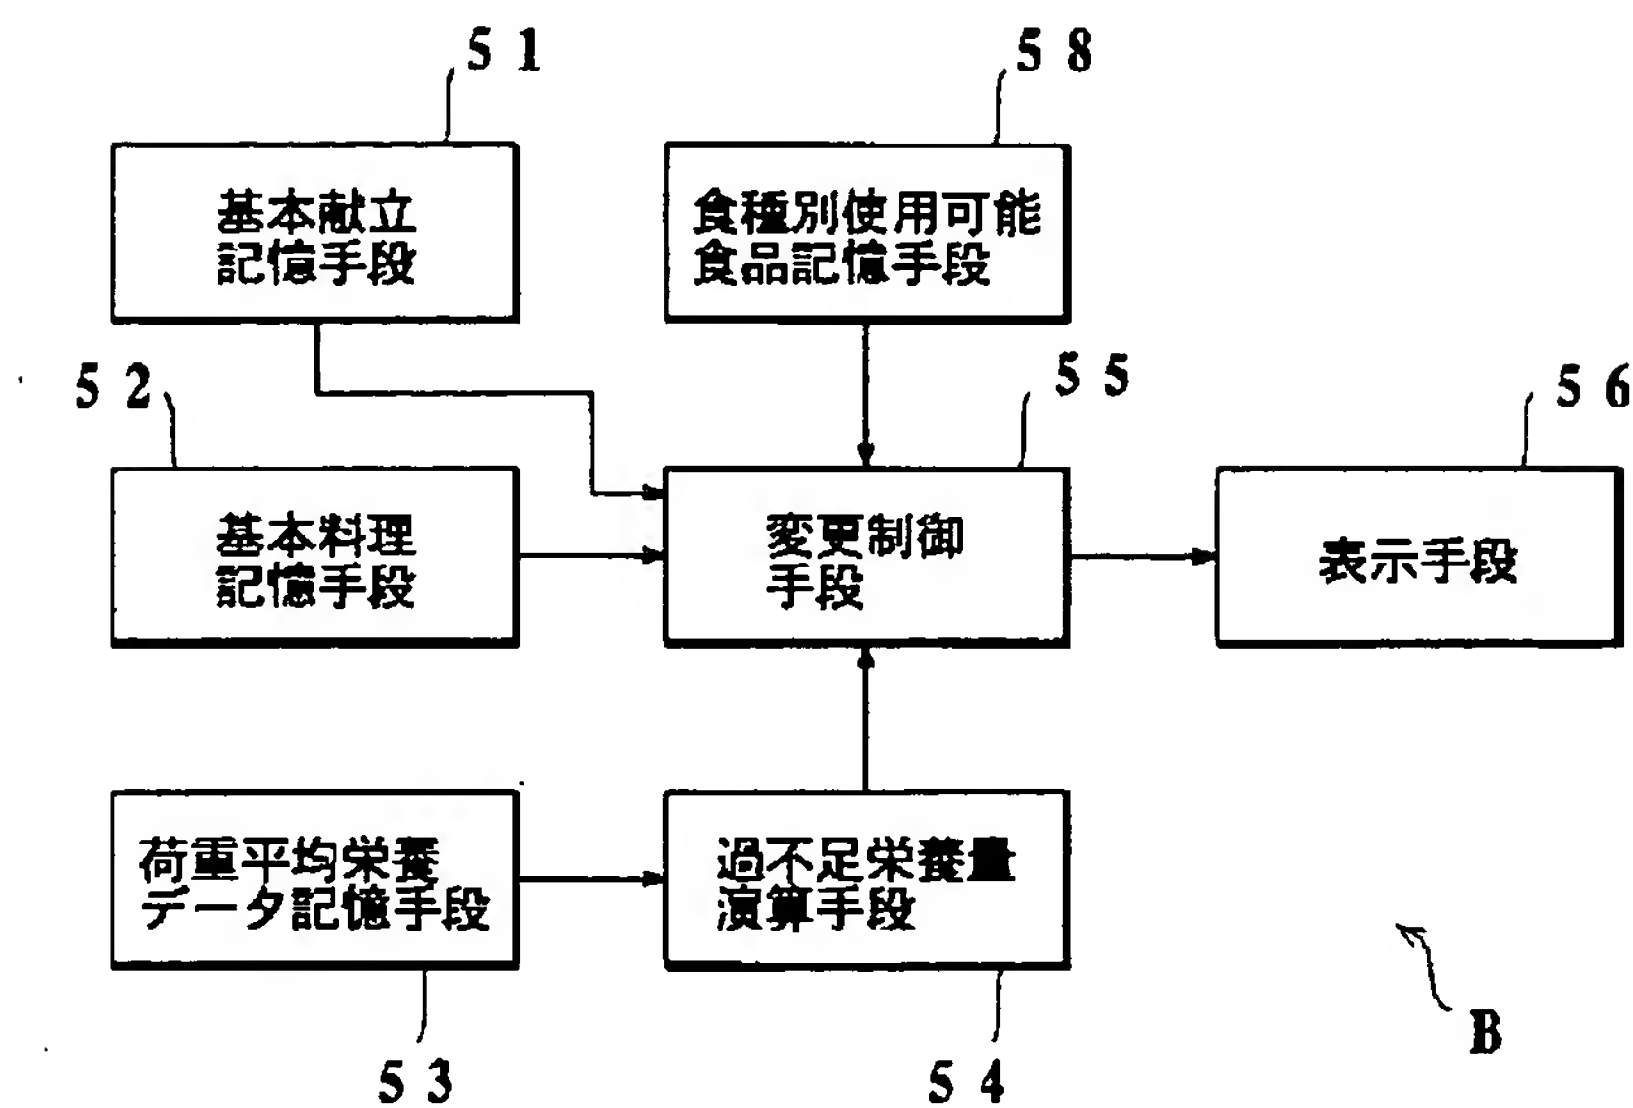 51
58
基本献立
記憶手段
食種別使用可能
食品記憶手段
52
55
56
基本料理
記憶手段
変更制御
手段
表示手段
荷重平均栄養
データ記憶手段
過不足栄養量
演算手段
53
54
B